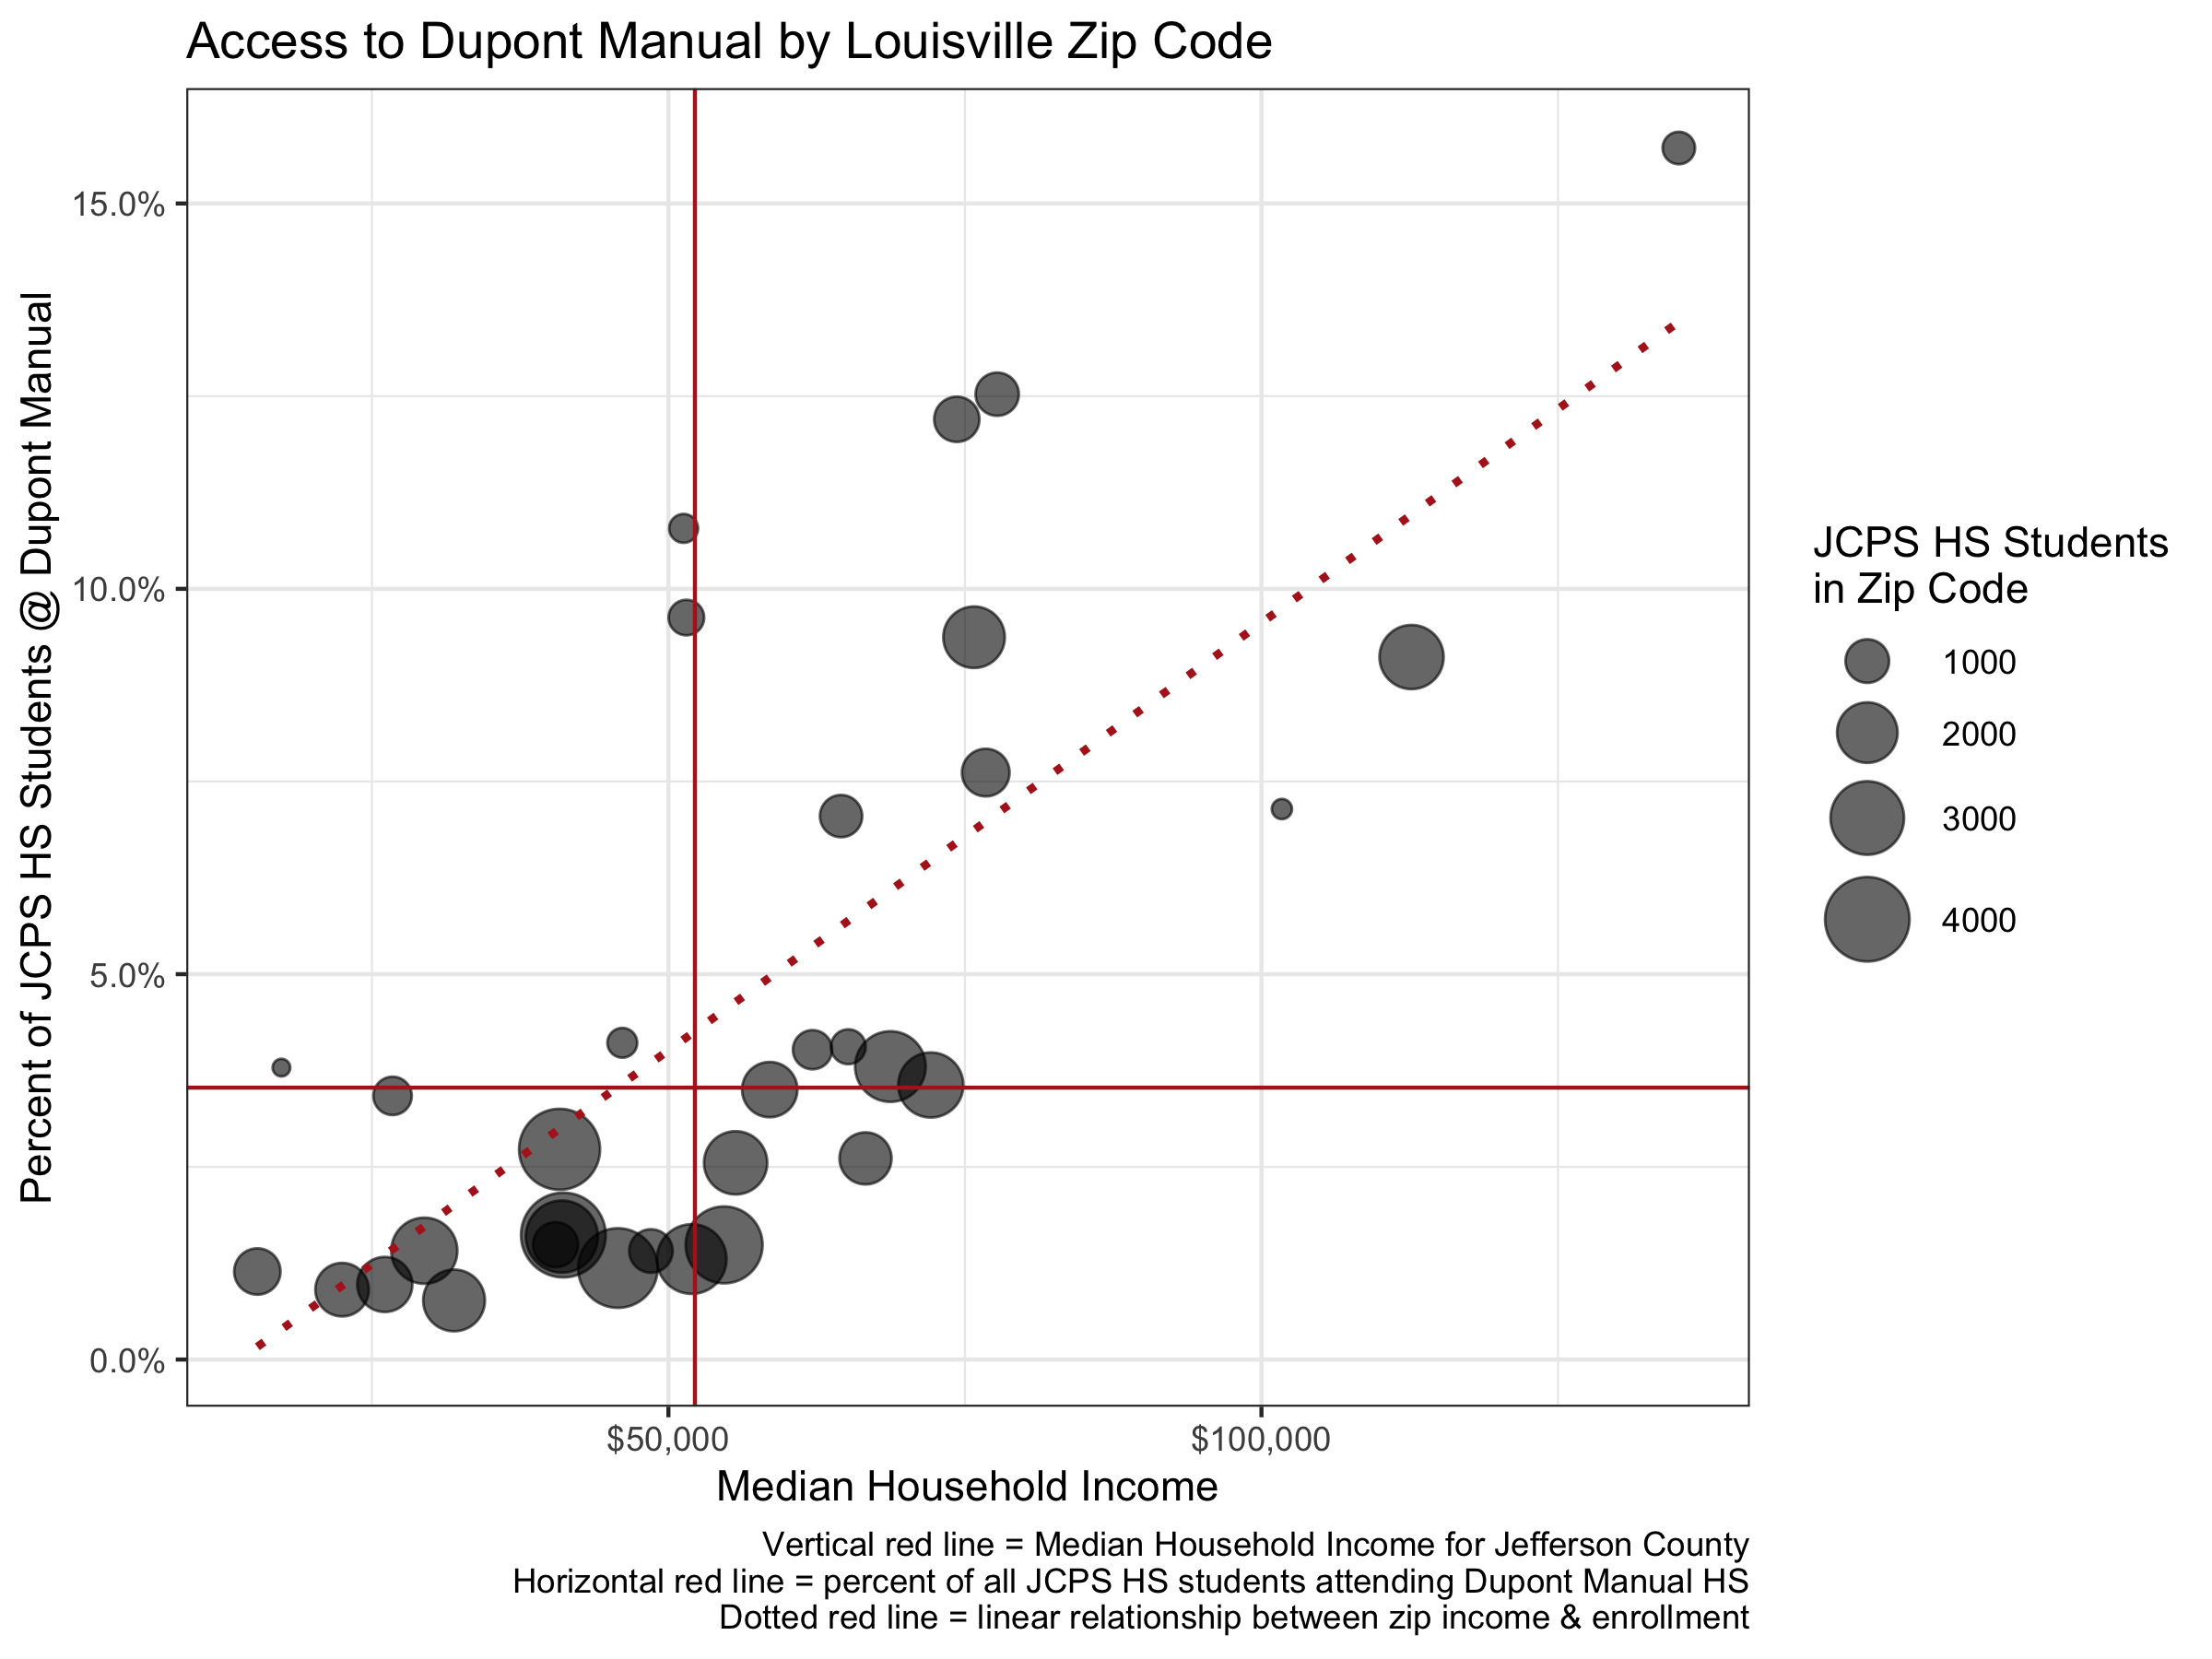 Access to Dupont Manual by Louisville Zip Code
Percent of JCPS HS Students @ Dupont Manual
15.0%
10.0%
5.0%
0.0%
$50,000
$100,000
Median Household Income
JCPS HS Students
in Zip Code
1000
2000
3000
4000
Vertical red line = Median Household Income for Jefferson County
Horizontal red line = percent of all JCPS HS students attending Dupont Manual HS
Dotted red line = linear relationship between zip income & enrollment